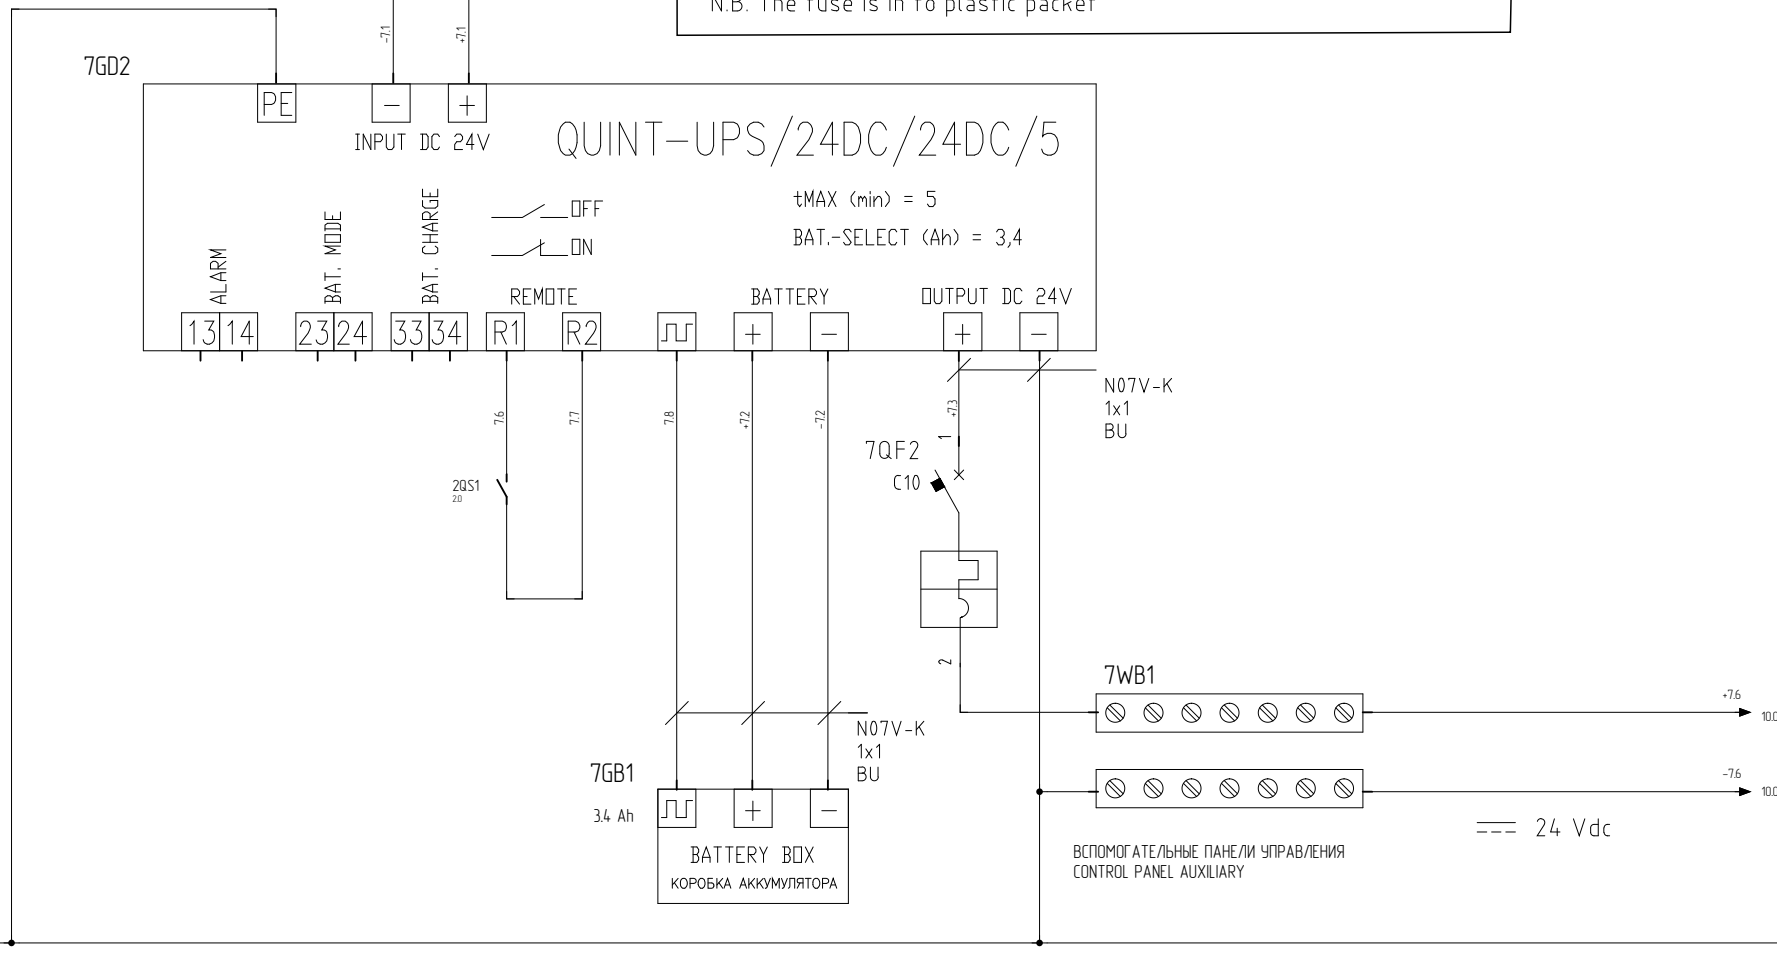 N.B. The fuse is in to plastic packet
-7.1
+7.1
7GD2
PE
-
+
INPUT DC 24V
QUINT-UPS/24DC/24DC/5
tMAX (min) = 5
BAT.-SELECT (Ah) = 3,4
OFF
ON
ALARM
BAT. MODE
BAT. CHARGE
REMOTE
BATTERY
OUTPUT DC 24V
13 14
23 24
33 34
R1
R2
+
-
+
-
7.6
7.7
7.8
+7.2
-7.2
+7.3
N07V-K
1x1
BU
1
7QF2
C10
2QS1
2.0
2
7WB1
+7.6
10.0
-7.6
10.0
N07V-K
1x1
BU
7GB1
3.4 Ah
+
-
BATTERY BOX
КОРОБКА АККУМУЛЯТОРА
24 Vdc
ВСПОМОГАТЕЛЬНЫЕ ПАНЕЛИ УПРАВЛЕНИЯ
CONTROL PANEL AUXILIARY